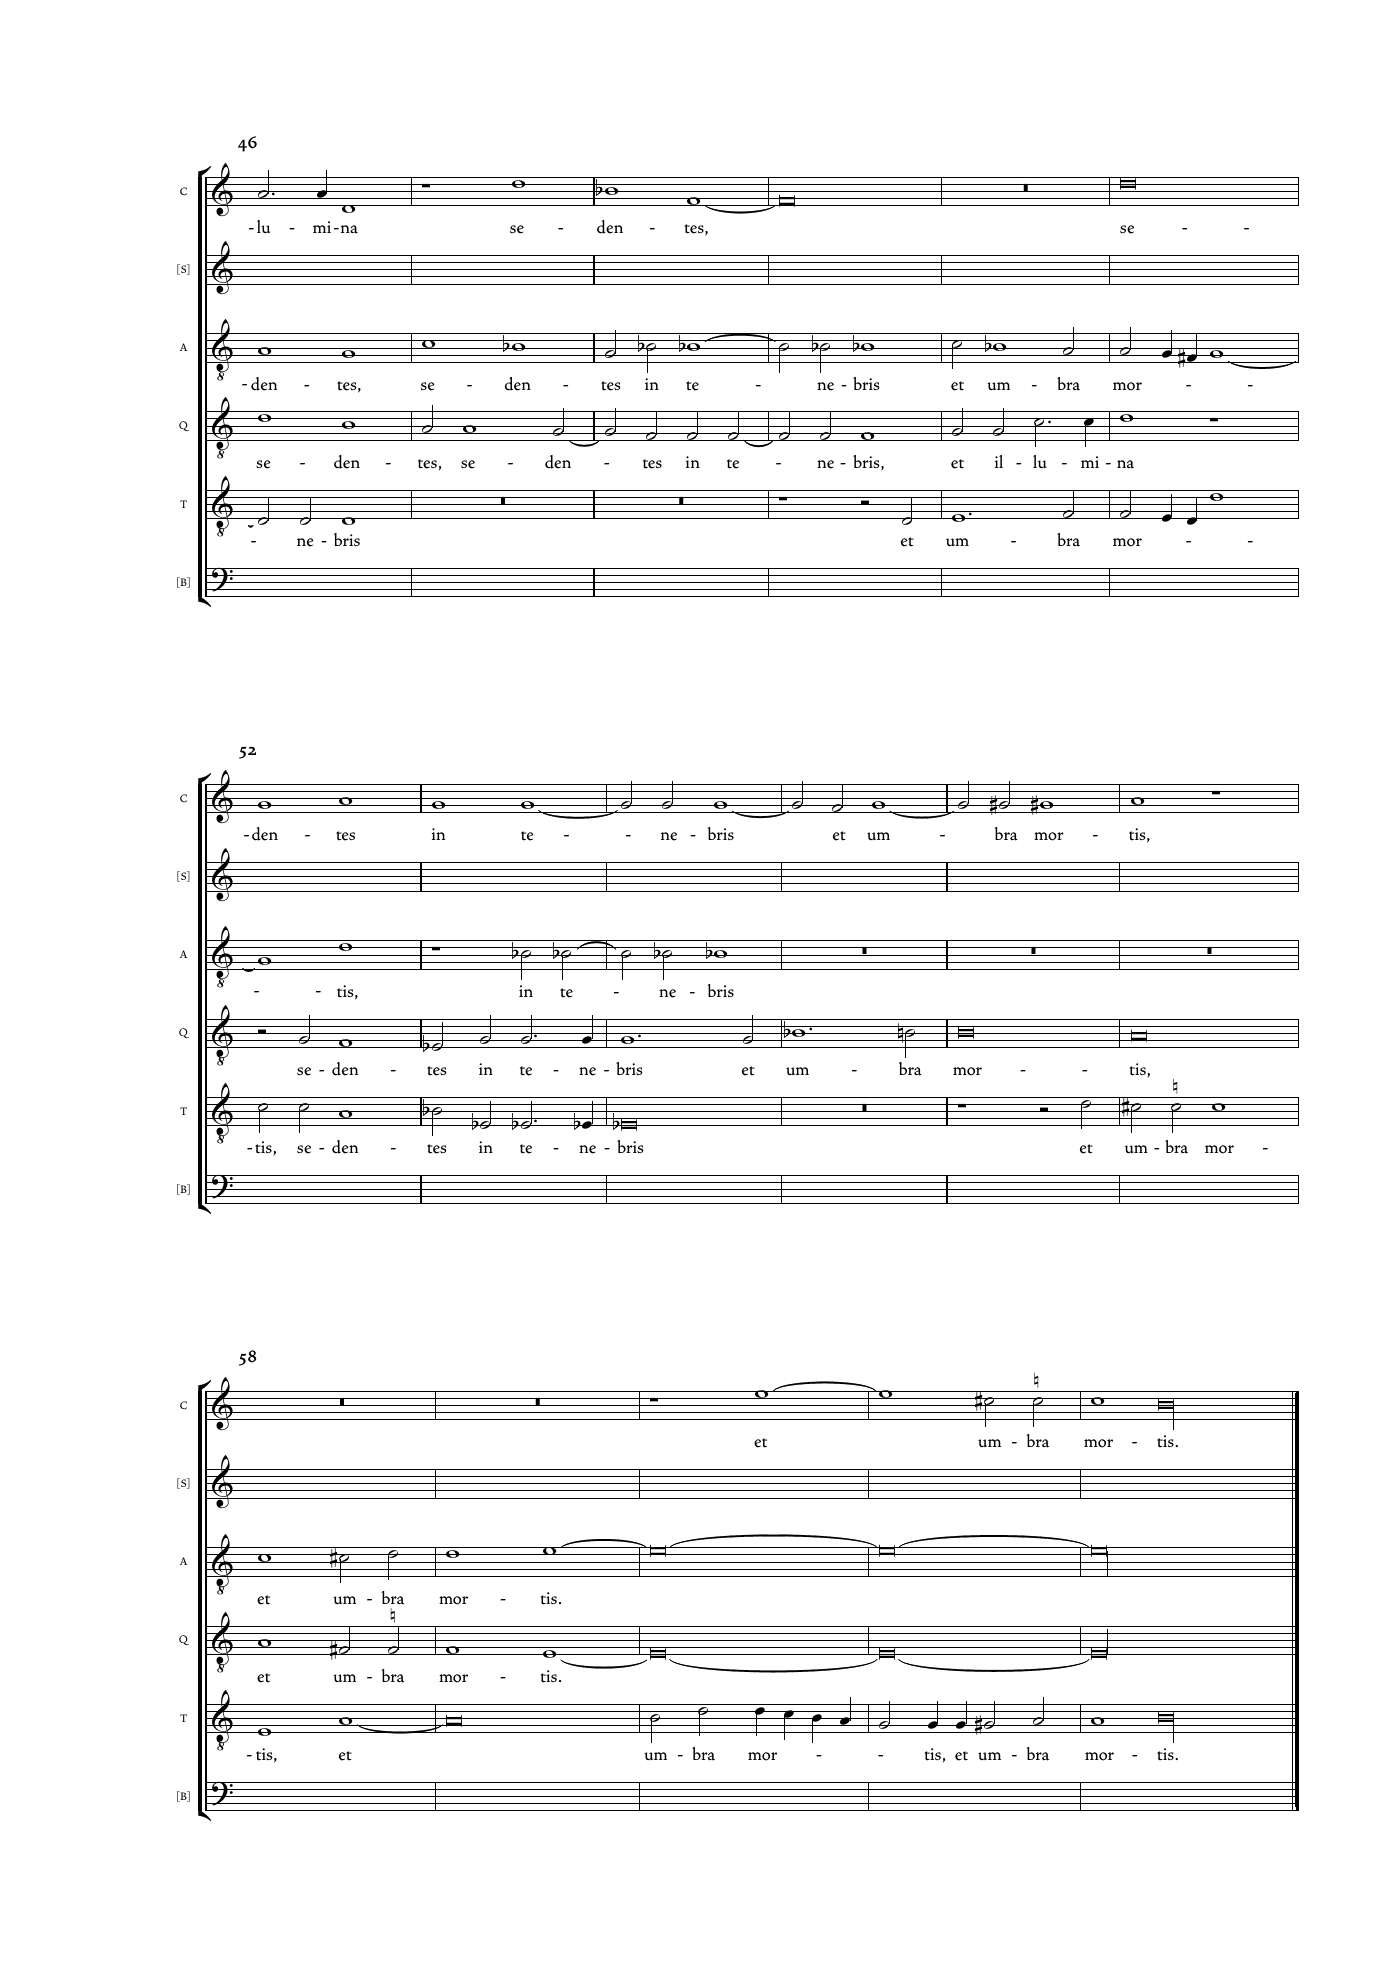 46
C
-lu - mi-na se - den - tes, se - -
[S]
A
-den - tes, se - den - tes in te - ne - bris et um - bra mor - -
Q
se - den - tes, se - den - tes in te - ne - bris, et il - lu - mi - na
T
- ne - bris et um - bra mor - -
[B]
52
C
-den - tes in te - - ne - bris et um - bra mor - tis,
[S]
A
- - tis, in te - ne - bris
Q
se - den - tes in te - ne - bris et um - bra mor - - tis,
T
-tis, se - den - tes in te - ne - bris et um - bra mor -
[B]
58
C
et um - bra mor - tis.
[S]
A
et um - bra mor - tis.
Q
et um - bra mor - tis.
T
-tis, et um - bra mor - - tis, et um - bra mor - tis.
[B]